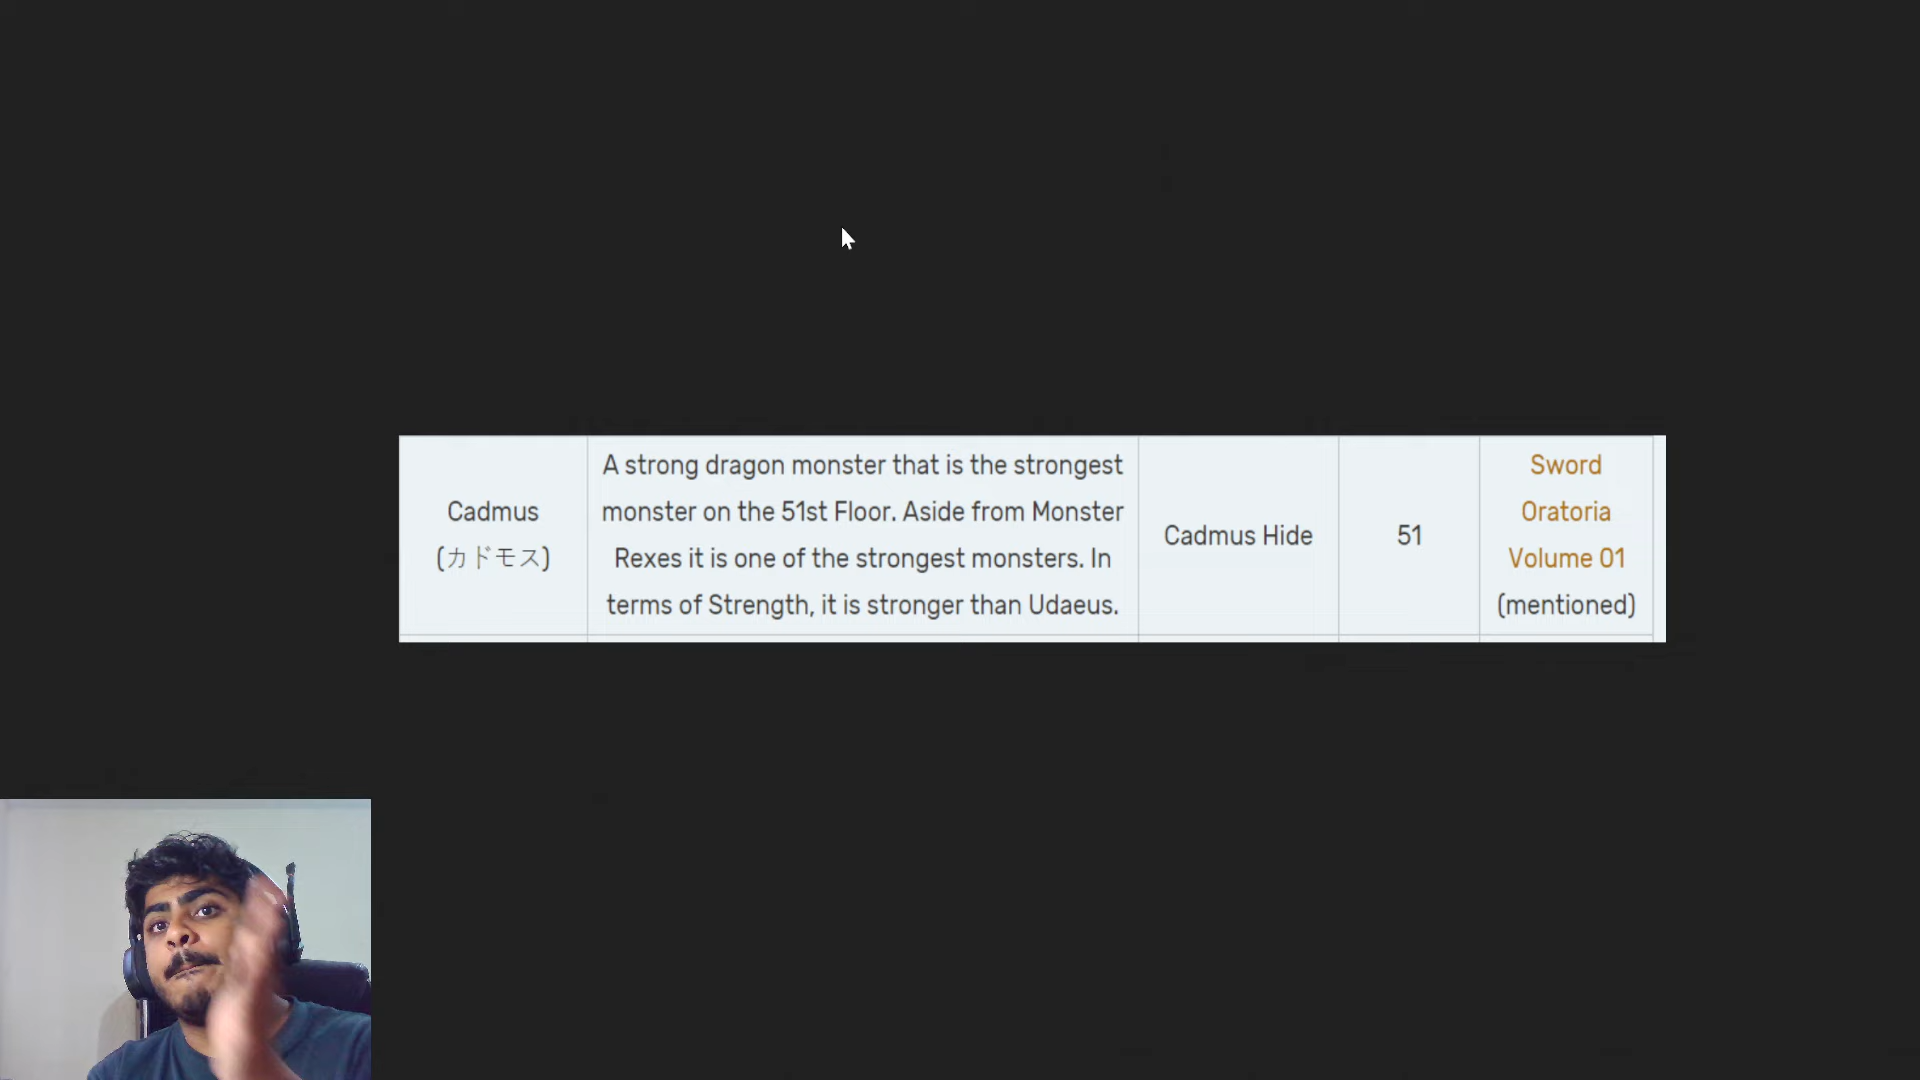 Cadmus
(カドモス)
A strong dragon monster that is the strongest
monster on the 51st Floor. Aside from Monster
Rexes it is one of the strongest monsters. In
terms of Strength, it is stronger than Udaeus.
Cadmus Hide
51
Sword
Oratoria
Volume 01
(mentioned)